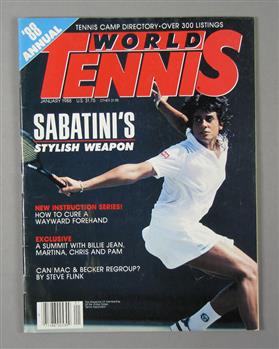 '88
ANNUAL
TENNIS CAMP DIRECTORY•OVER 300 LISTINGS
WORLD
TENNIS
JANUARY 1988 U.S. $1.75
SABATINI'S
STYLISH WEAPON
NEW INSTRUCTION SERIES!
HOW TO CURE A
WAYWARD FOREHAND
EXCLUSIVE
A SUMMIT WITH BILLIE JEAN,
MARTINA, CHRIS AND PAM
CAN MAC & BECKER REGROUP?
BY STEVE FLINK